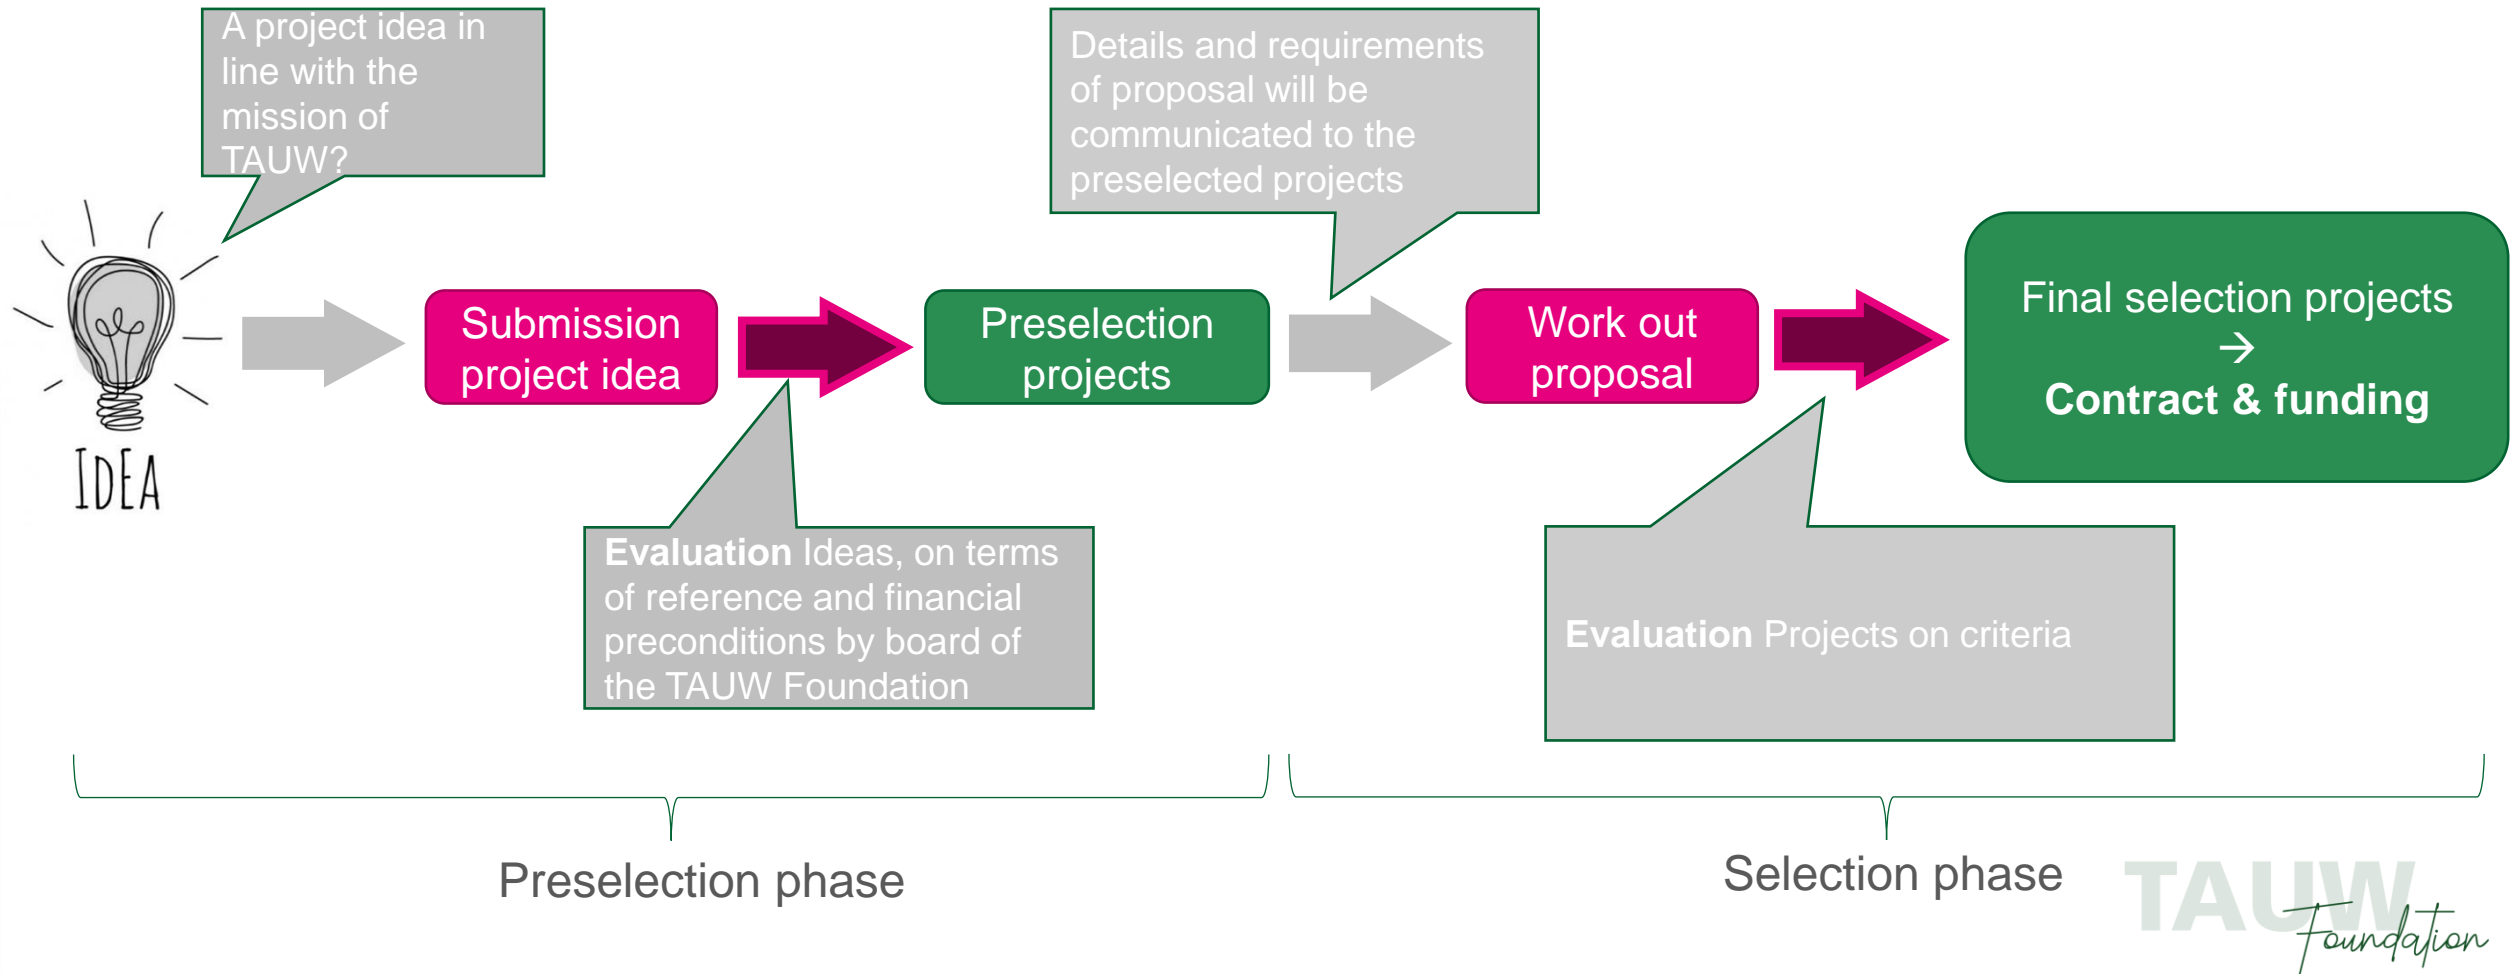 A project idea in
line with the
mission of
TAUW?
Details and requirements
of proposal will be
communicated to the
preselected projects
IDEA
Submission
project idea
Preselection
projects
Work out
proposal
Final selection projects
→
Contract & funding
Evaluation Ideas, on terms
of reference and financial
preconditions by board of
the TAUW Foundation
Evaluation Projects on criteria
Preselection phase
Selection phase
TAUW
Foundation